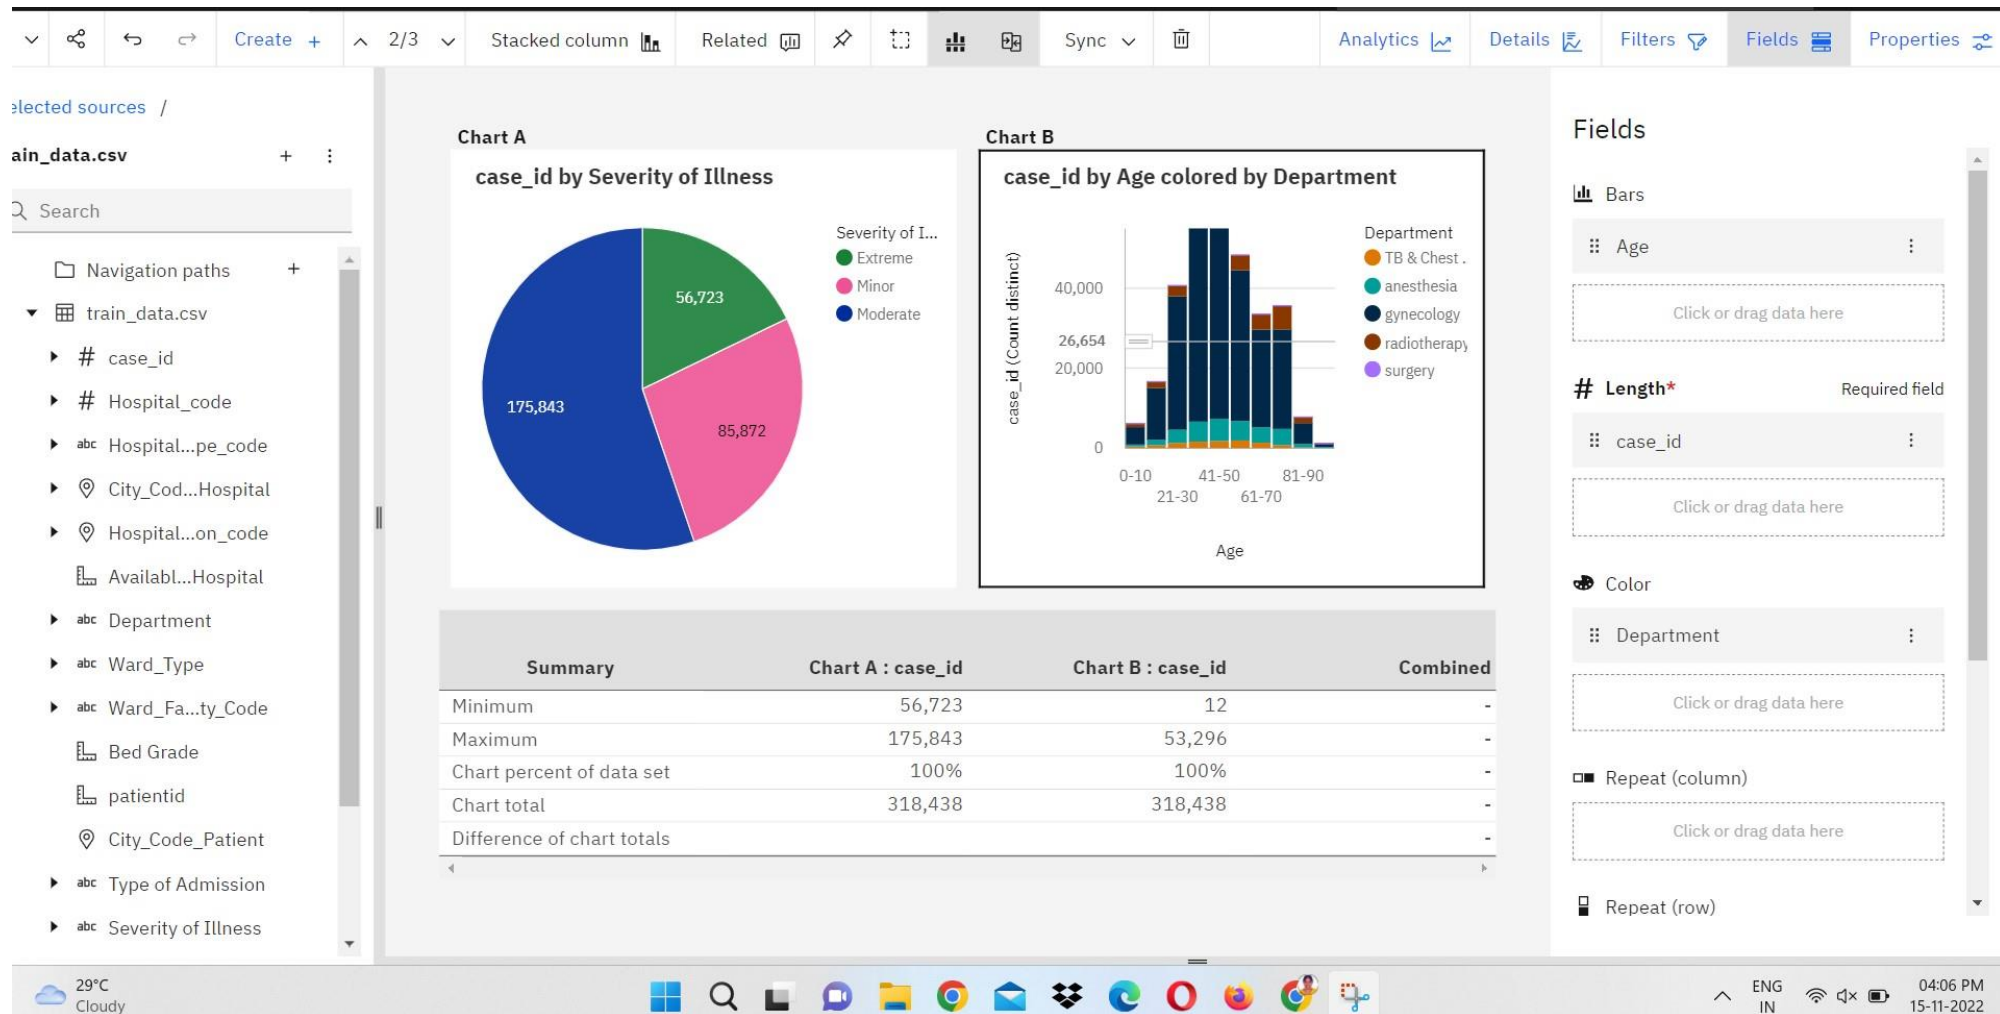 Create +
2/3
Stacked column
Related
Sync
Analytics
Details
Filters
Fields
Properties
elected sources /
ain_data.csv
Search
Navigation paths
train_data.csv
case_id
Hospital_code
abc Hospital...pe_code
City_Cod...Hospital
Hospital...on_code
Availabl...Hospital
abc Department
abc Ward_Type
abc Ward_Fa...ty_Code
Bed Grade
patientid
City_Code_Patient
abc Type of Admission
abc Severity of Illness
Chart A
case_id by Severity of Illness
Severity of I...
Extreme
Minor
Moderate
56,723
175,843
85,872
Chart B
case_id by Age colored by Department
case_id (Count distinct)
40,000
26,654
20,000
0
0-10
41-50
81-90
21-30
61-70
Age
Department
TB & Chest .
anesthesia
gynecology
radiotherapy
surgery
Summary Chart A : case_id Chart B : case_id Combined
Minimum 56,723 12 -
Maximum 175,843 53,296 -
Chart percent of data set 100% 100% -
Chart total 318,438 318,438 -
Difference of chart totals -
Fields
Bars
Age
Click or drag data here
# Length* Required field
case_id
Click or drag data here
Color
Department
Click or drag data here
Repeat (column)
Click or drag data here
Repeat (row)
29°C
Cloudy
ENG
IN
04:06 PM
15-11-2022